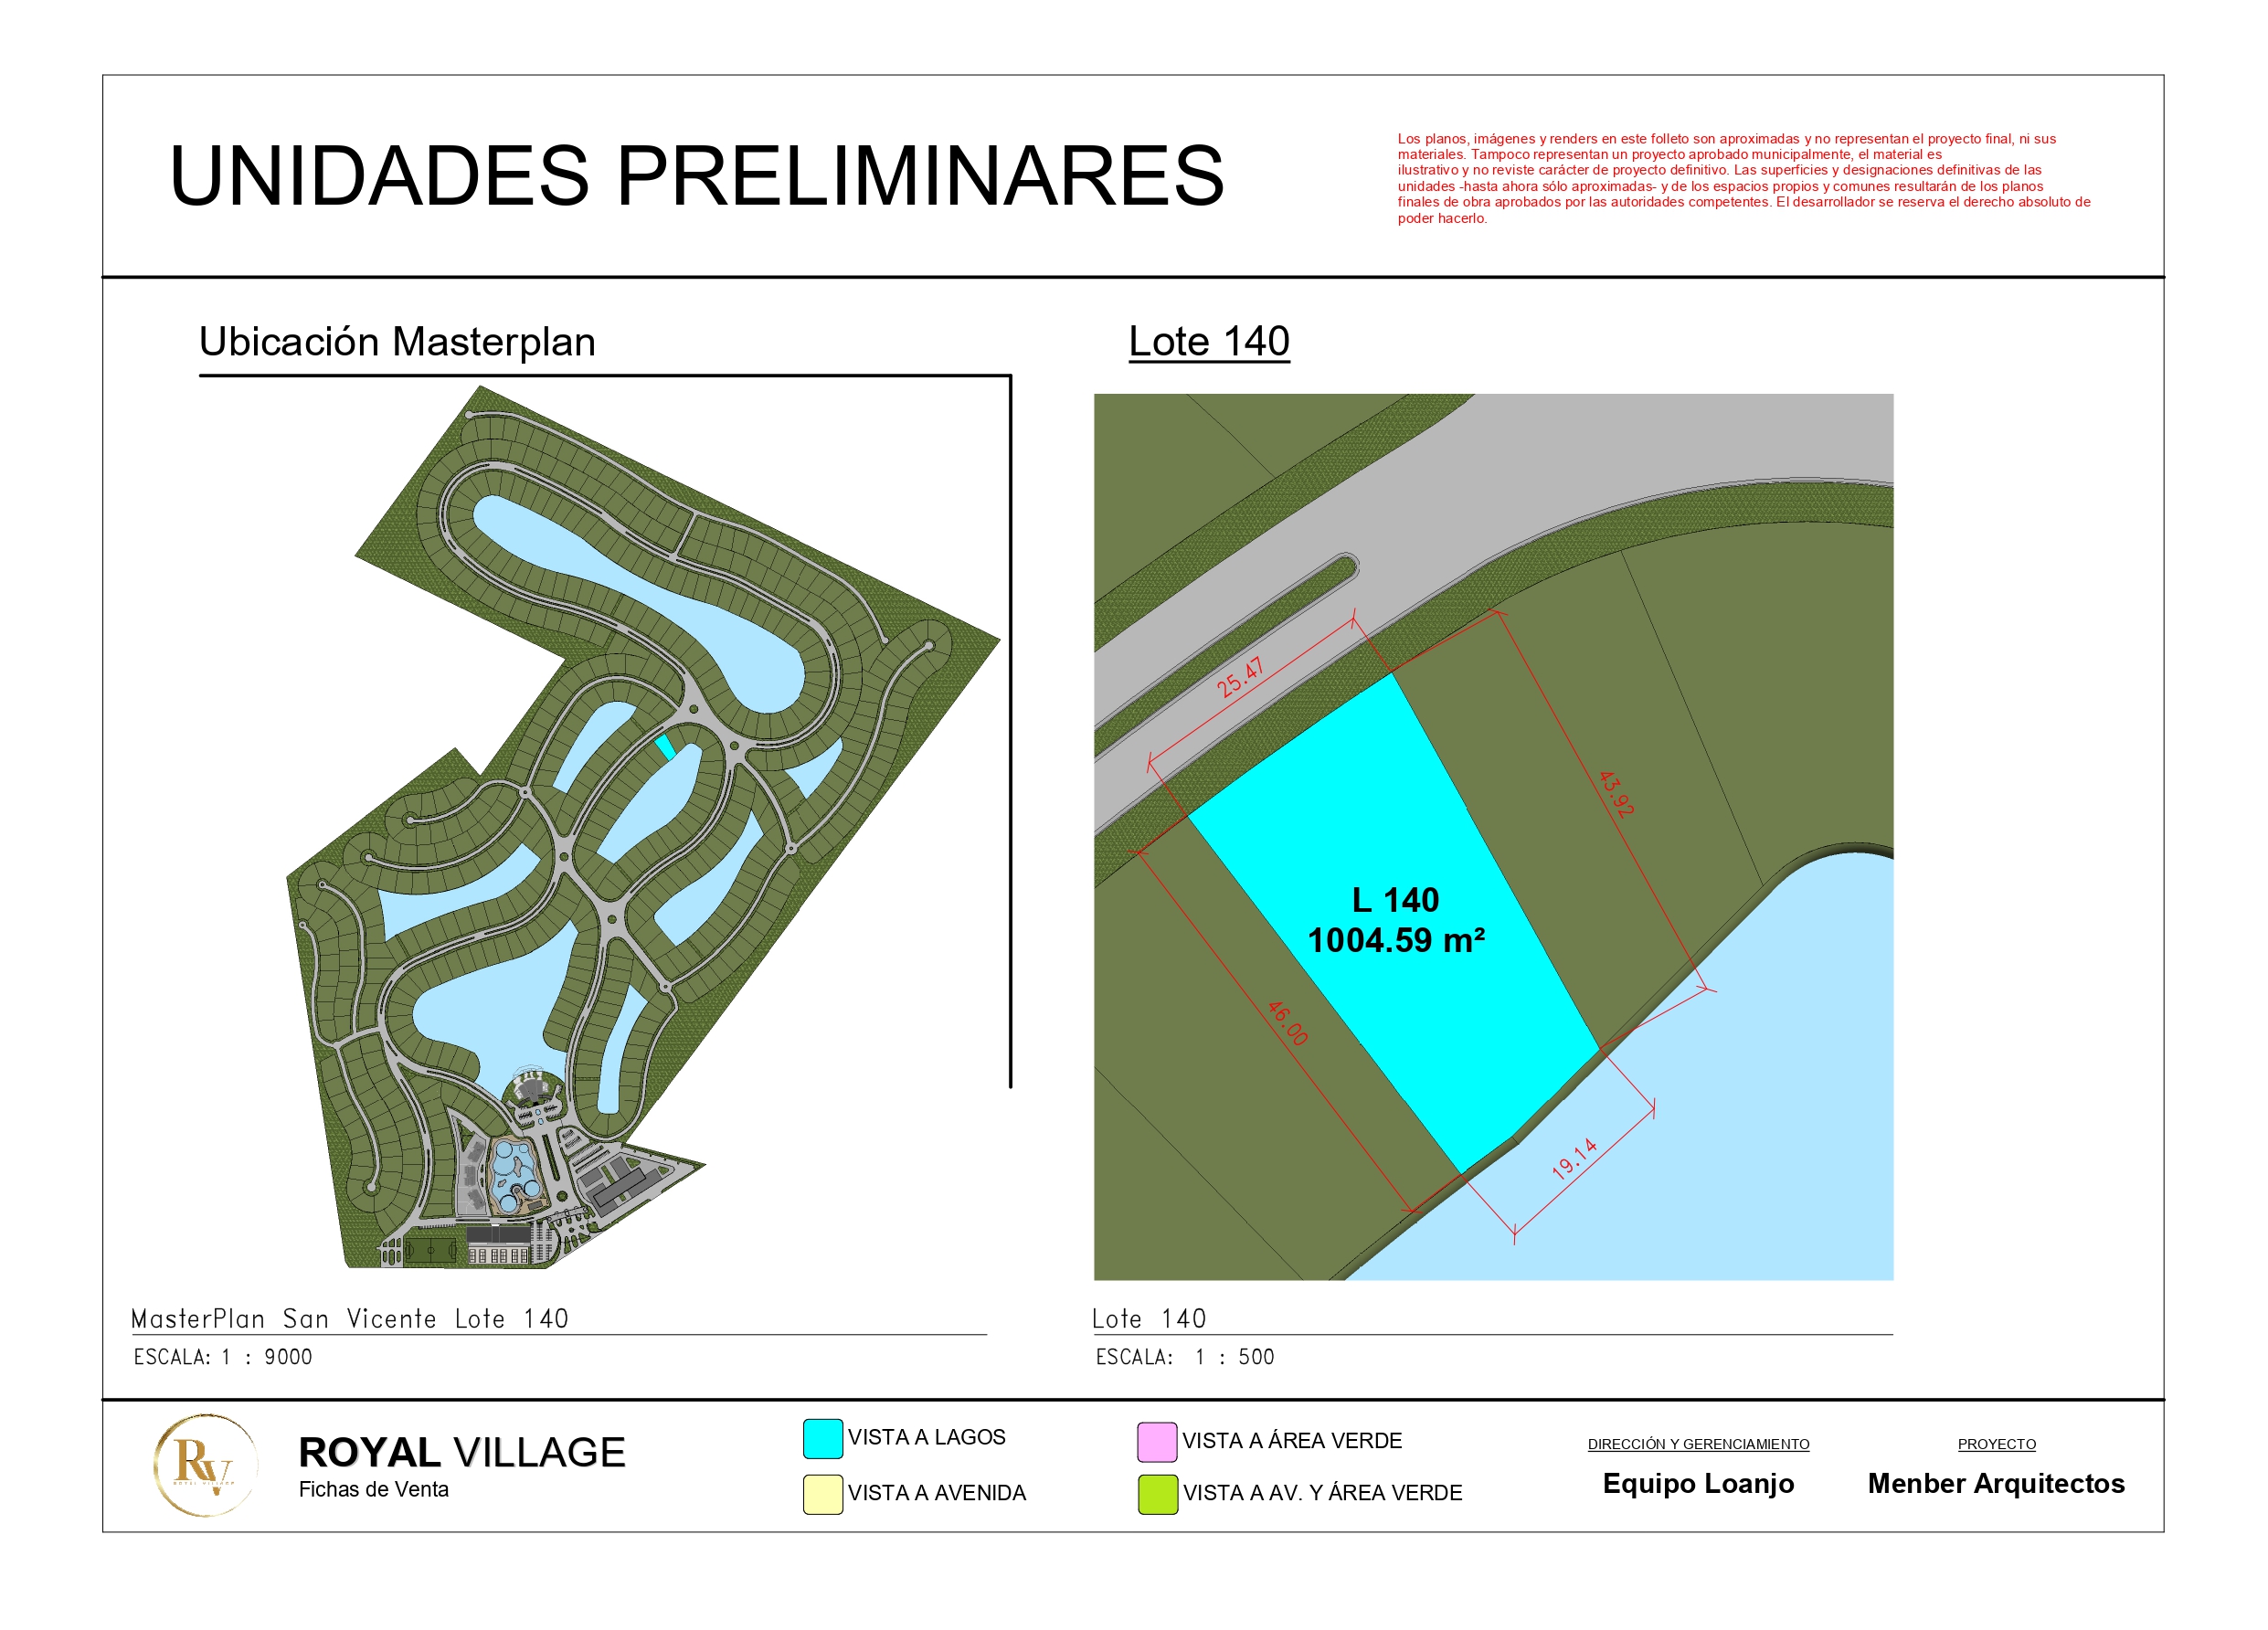 UNIDADES PRELIMINARES
Los planos, imágenes y renders en este folleto son aproximadas y no representan el proyecto final, ni sus
materiales. Tampoco representan un proyecto aprobado municipalmente, el material es
ilustrativo y no reviste carácter de proyecto definitivo. Las superficies y designaciones definitivas de las
unidades -hasta ahora sólo aproximadas- y de los espacios propios y comunes resultarán de los planos
finales de obra aprobados por las autoridades competentes. El desarrollador se reserva el derecho absoluto de
poder hacerlo.
Ubicación Masterplan
Lote 140
25.47
43.92
L 140
1004.59 m²
46.00
19.14
MasterPlan San Vicente Lote 140
ESCALA: 1 : 9000
Lote 140
ESCALA: 1 : 500
RV
ROYAL VILLAGE
ROYAL VILLAGE
Fichas de Venta
VISTA A LAGOS
VISTA A AVENIDA
VISTA A ÁREA VERDE
VISTA A AV. Y ÁREA VERDE
DIRECCIÓN Y GERENCIAMIENTO
Equipo Loanjo
PROYECTO
Menber Arquitectos